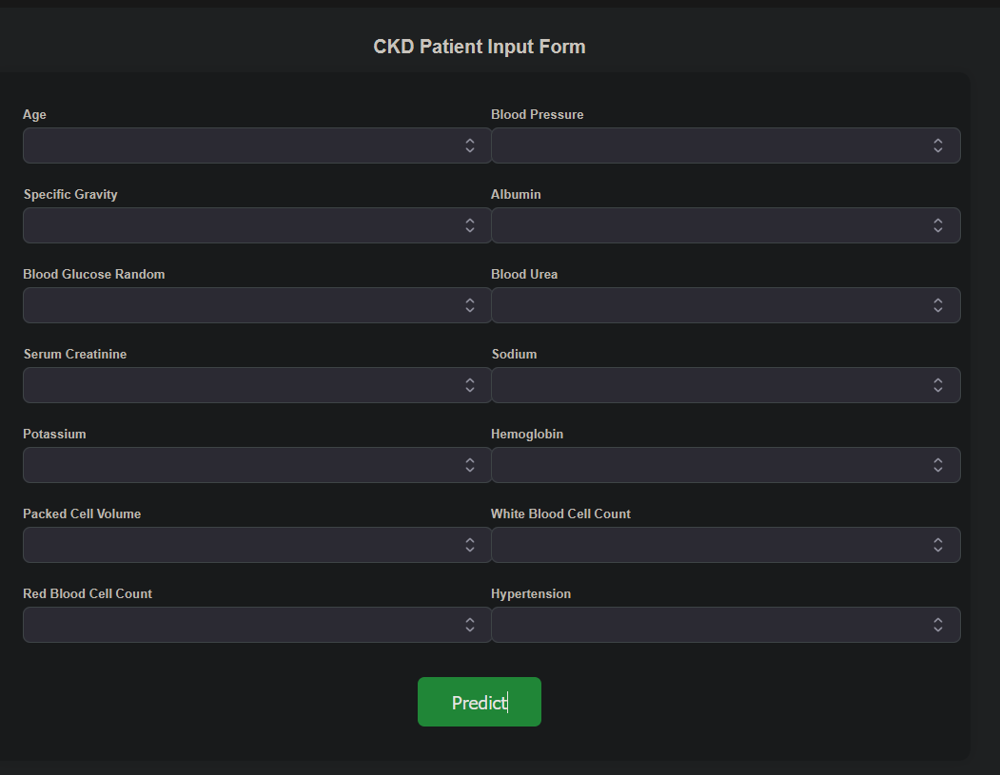 CKD Patient Input Form
Age
Blood Pressure
Specific Gravity
Albumin
Blood Glucose Random
Blood Urea
Serum Creatinine
Sodium
Potassium
Hemoglobin
Packed Cell Volume
White Blood Cell Count
Red Blood Cell Count
Hypertension
Predict